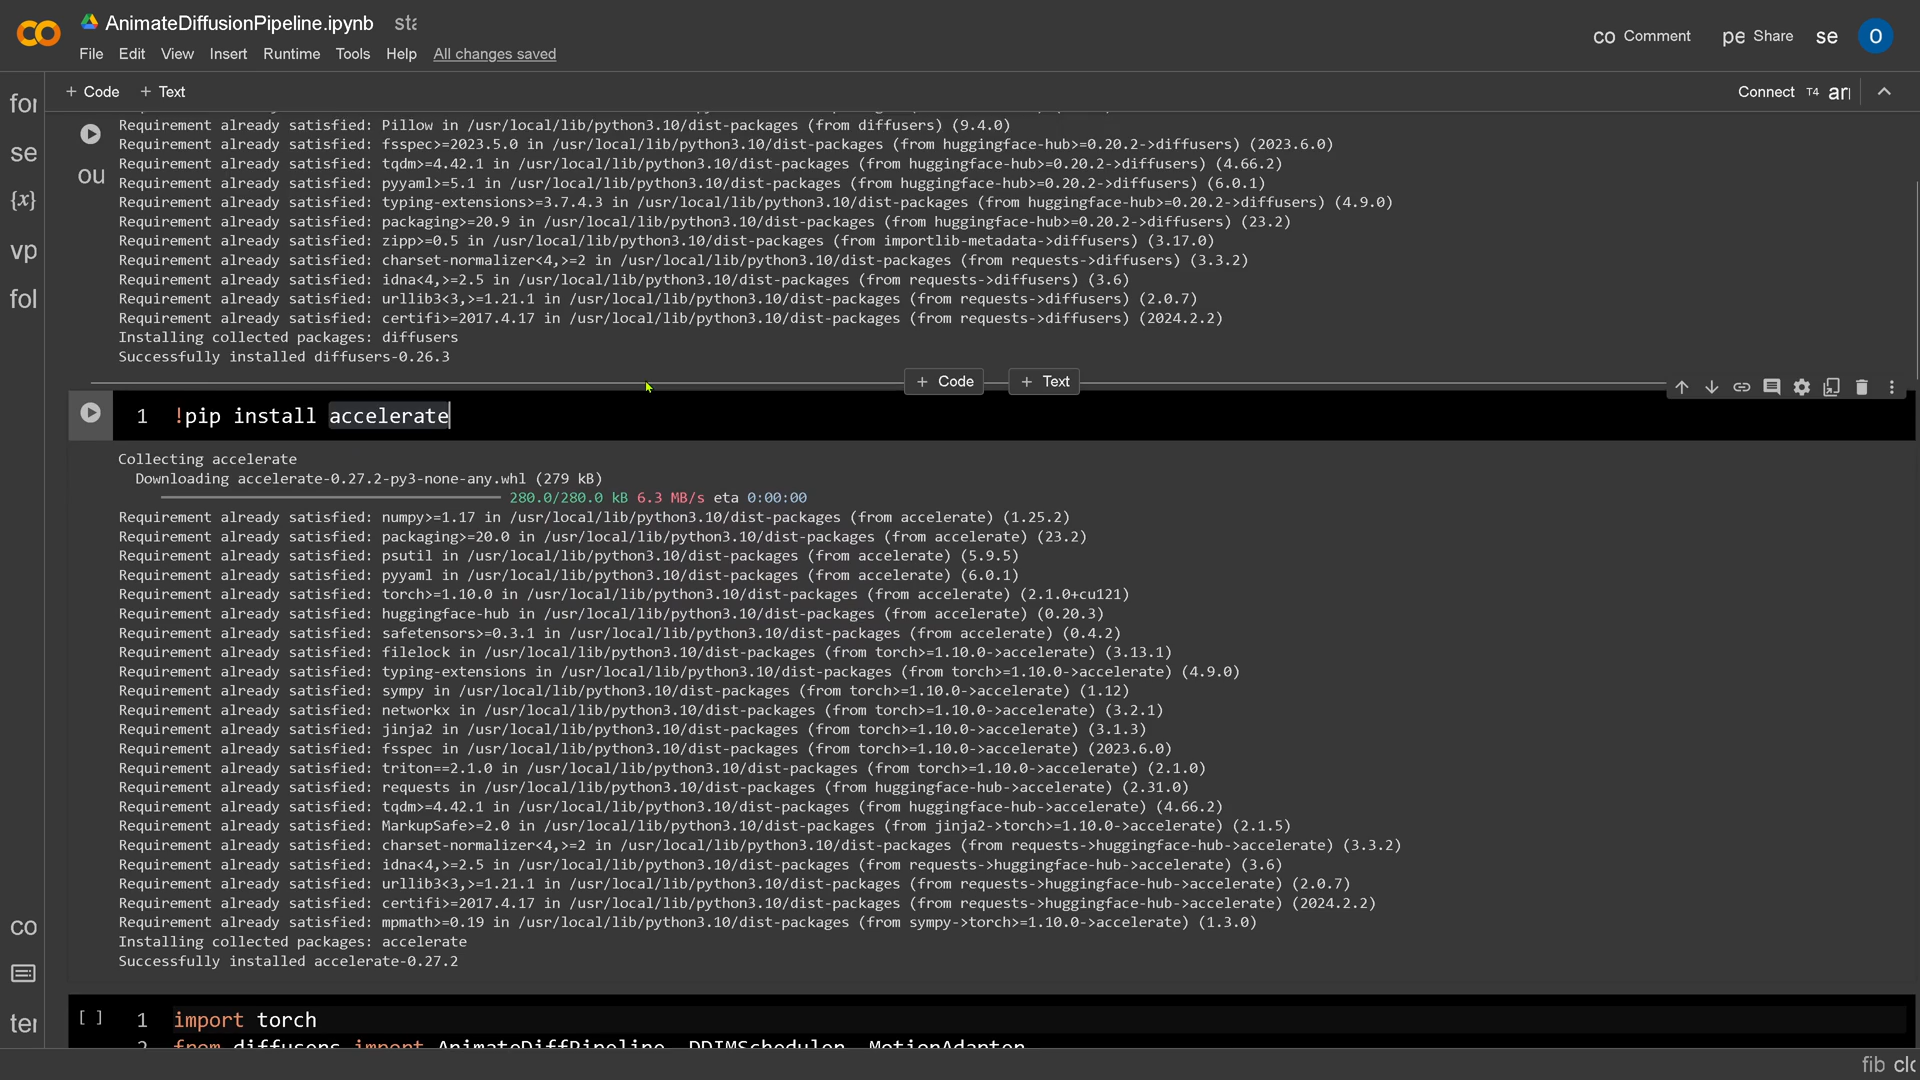 AnimateDiffusionPipeline.ipynb sta
File Edit View Insert Runtime Tools Help All changes saved
co Comment pe Share se O
+ Code + Text
Connect T4 arr
for
se
{x}
vp
fol
ou
Requirement already satisfied: Pillow in /usr/local/lib/python3.10/dist-packages (from diffusers) (9.4.0)
Requirement already satisfied: fsspec>=2023.5.0 in /usr/local/lib/python3.10/dist-packages (from huggingface-hub>=0.20.2->diffusers) (2023.6.0)
Requirement already satisfied: tqdm>=4.42.1 in /usr/local/lib/python3.10/dist-packages (from huggingface-hub>=0.20.2->diffusers) (4.66.2)
Requirement already satisfied: pyyaml>=5.1 in /usr/local/lib/python3.10/dist-packages (from huggingface-hub>=0.20.2->diffusers) (6.0.1)
Requirement already satisfied: typing-extensions>=3.7.4.3 in /usr/local/lib/python3.10/dist-packages (from huggingface-hub>=0.20.2->diffusers) (4.9.0)
Requirement already satisfied: packaging>=20.9 in /usr/local/lib/python3.10/dist-packages (from huggingface-hub>=0.20.2->diffusers) (23.2)
Requirement already satisfied: zipp>=0.5 in /usr/local/lib/python3.10/dist-packages (from importlib-metadata->diffusers) (3.17.0)
Requirement already satisfied: charset-normalizer<4,>=2 in /usr/local/lib/python3.10/dist-packages (from requests->diffusers) (3.3.2)
Requirement already satisfied: idna<4,>=2.5 in /usr/local/lib/python3.10/dist-packages (from requests->diffusers) (3.6)
Requirement already satisfied: urllib3<3,>=1.21.1 in /usr/local/lib/python3.10/dist-packages (from requests->diffusers) (2.0.7)
Requirement already satisfied: certifi>=2017.4.17 in /usr/local/lib/python3.10/dist-packages (from requests->diffusers) (2024.2.2)
Installing collected packages: diffusers
Successfully installed diffusers-0.26.3
+ Code + Text
1 !pip install accelerate
Collecting accelerate
Downloading accelerate-0.27.2-py3-none-any.whl (279 kB)
280.0/280.0 kB 6.3 MB/s eta 0:00:00
Requirement already satisfied: numpy>=1.17 in /usr/local/lib/python3.10/dist-packages (from accelerate) (1.25.2)
Requirement already satisfied: packaging>=20.0 in /usr/local/lib/python3.10/dist-packages (from accelerate) (23.2)
Requirement already satisfied: psutil in /usr/local/lib/python3.10/dist-packages (from accelerate) (5.9.5)
Requirement already satisfied: pyyaml in /usr/local/lib/python3.10/dist-packages (from accelerate) (6.0.1)
Requirement already satisfied: torch>=1.10.0 in /usr/local/lib/python3.10/dist-packages (from accelerate) (2.1.0+cu121)
Requirement already satisfied: huggingface-hub in /usr/local/lib/python3.10/dist-packages (from accelerate) (0.20.3)
Requirement already satisfied: safetensors>=0.3.1 in /usr/local/lib/python3.10/dist-packages (from accelerate) (0.4.2)
Requirement already satisfied: filelock in /usr/local/lib/python3.10/dist-packages (from torch>=1.10.0->accelerate) (3.13.1)
Requirement already satisfied: typing-extensions in /usr/local/lib/python3.10/dist-packages (from torch>=1.10.0->accelerate) (4.9.0)
Requirement already satisfied: sympy in /usr/local/lib/python3.10/dist-packages (from torch>=1.10.0->accelerate) (1.12)
Requirement already satisfied: networkx in /usr/local/lib/python3.10/dist-packages (from torch>=1.10.0->accelerate) (3.2.1)
Requirement already satisfied: jinja2 in /usr/local/lib/python3.10/dist-packages (from torch>=1.10.0->accelerate) (3.1.3)
Requirement already satisfied: fsspec in /usr/local/lib/python3.10/dist-packages (from torch>=1.10.0->accelerate) (2023.6.0)
Requirement already satisfied: triton==2.1.0 in /usr/local/lib/python3.10/dist-packages (from torch>=1.10.0->accelerate) (2.1.0)
Requirement already satisfied: requests in /usr/local/lib/python3.10/dist-packages (from huggingface-hub->accelerate) (2.31.0)
Requirement already satisfied: tqdm>=4.42.1 in /usr/local/lib/python3.10/dist-packages (from huggingface-hub->accelerate) (4.66.2)
Requirement already satisfied: MarkupSafe>=2.0 in /usr/local/lib/python3.10/dist-packages (from jinja2->torch>=1.10.0->accelerate) (2.1.5)
Requirement already satisfied: charset-normalizer<4,>=2 in /usr/local/lib/python3.10/dist-packages (from requests->huggingface-hub->accelerate) (3.3.2)
Requirement already satisfied: idna<4,>=2.5 in /usr/local/lib/python3.10/dist-packages (from requests->huggingface-hub->accelerate) (3.6)
Requirement already satisfied: urllib3<3,>=1.21.1 in /usr/local/lib/python3.10/dist-packages (from requests->huggingface-hub->accelerate) (2.0.7)
Requirement already satisfied: certifi>=2017.4.17 in /usr/local/lib/python3.10/dist-packages (from requests->huggingface-hub->accelerate) (2024.2.2)
Requirement already satisfied: mpmath>=0.19 in /usr/local/lib/python3.10/dist-packages (from sympy->torch>=1.10.0->accelerate) (1.3.0)
Installing collected packages: accelerate
Successfully installed accelerate-0.27.2
co
ter
[ ] 1 import torch
2 from diffusers import AnimateDiffPipeline, DDIMScheduler, MotionAdapter
fib clo